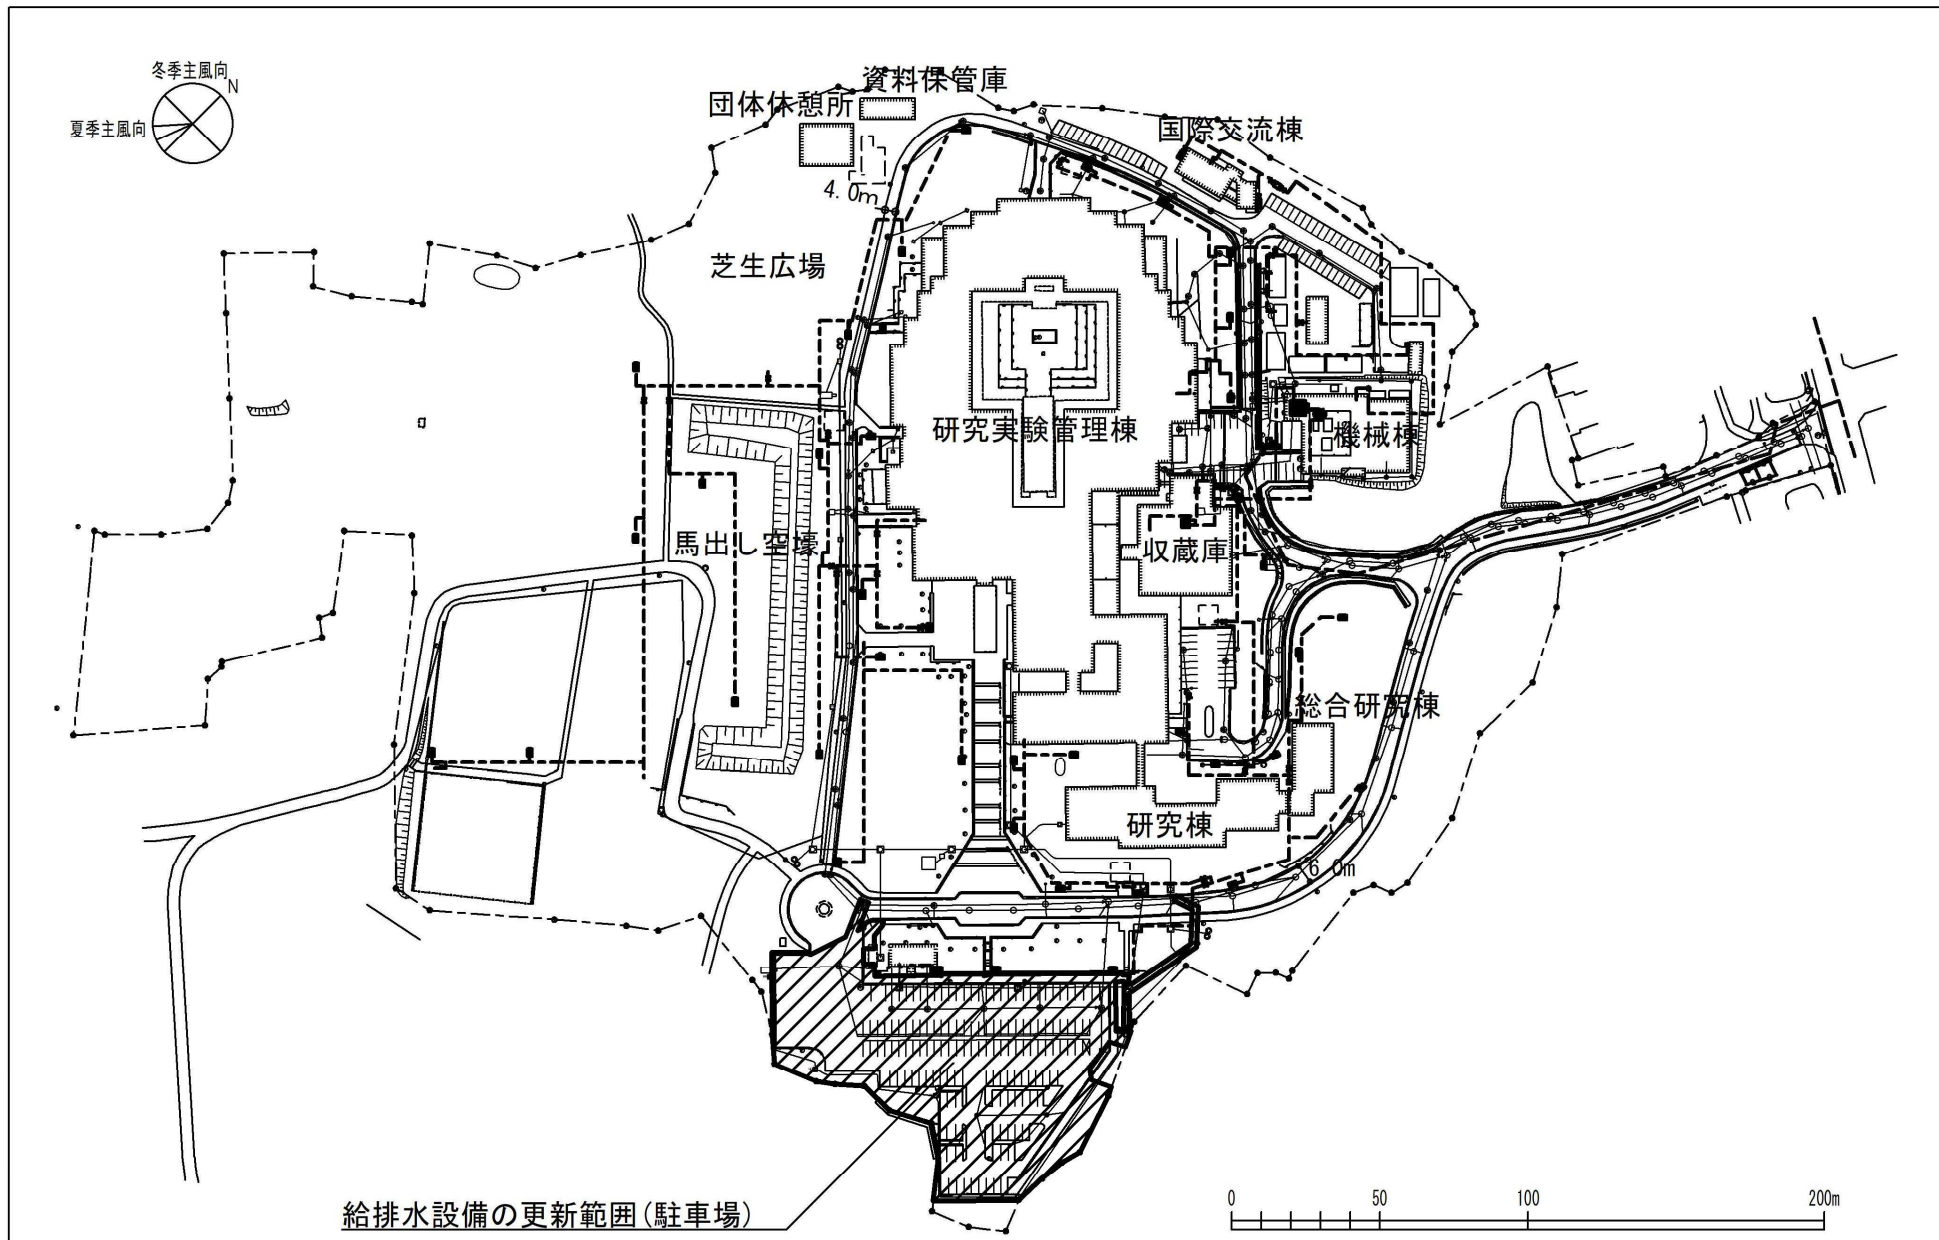 冬季主風向
N
夏季主風向
資料保管庫
団体休憩所
国際交流棟
4.0m
芝生広場
研究実験管理棟
機械棟
馬出し空壕
収蔵庫
総合研究棟
研究棟
6.0m
給排水設備の更新範囲(駐車場)
0 50 100 200m